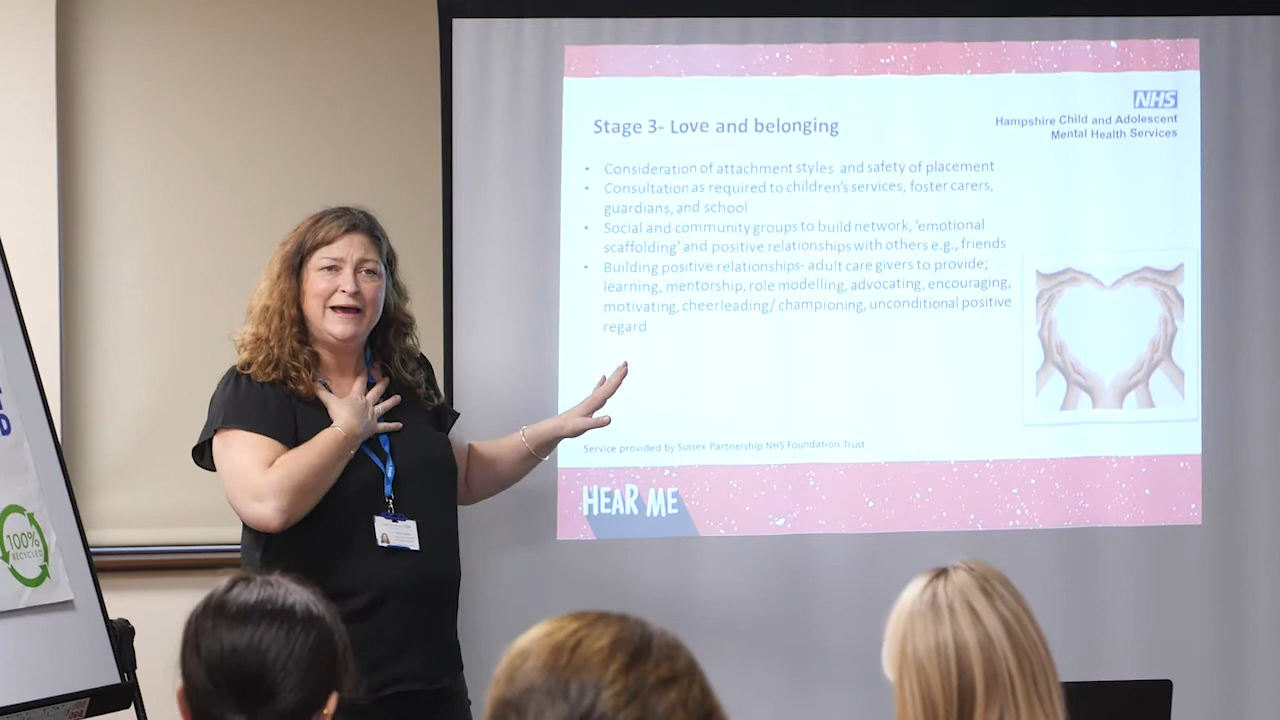 NHS
Hampshire Child and Adolescent
Mental Health Services
Stage 3- Love and belonging
• Consideration of attachment styles and safety of placement
• Consultation as required to children's services, foster carers,
guardians, and school
• Social and community groups to build network, 'emotional
scaffolding' and positive relationships with others e.g., friends
• Building positive relationships- adult care givers to provide;
learning, mentorship, role modelling, advocating, encouraging,
motivating, cheerleading/ championing, unconditional positive
regard
Service provided by Sussex Partnership NHS Foundation Trust
HEAR ME
D
100%
RECYCLED